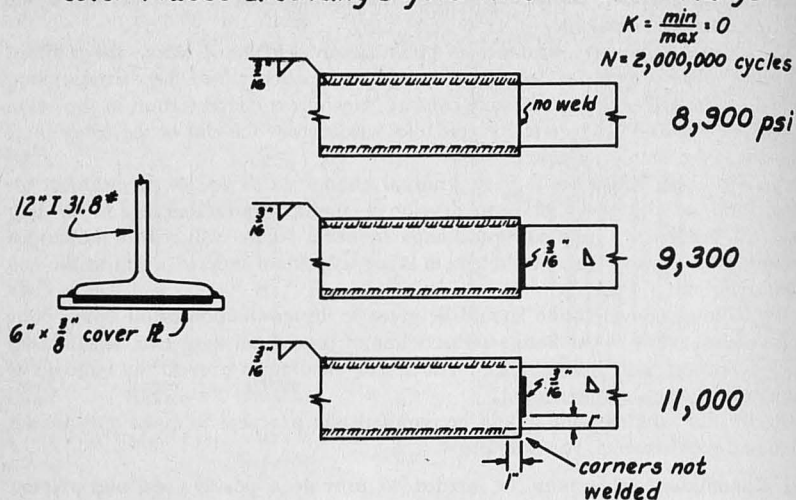 K = min/max = 0
N = 2,000,000 cycles
3/16"
no weld
8,900 psi
12" I 31.8#
3/16"
3/16"
9,300
6" x 3/8" cover PL
3/16"
3/16"
r
11,000
1"
corners not
welded